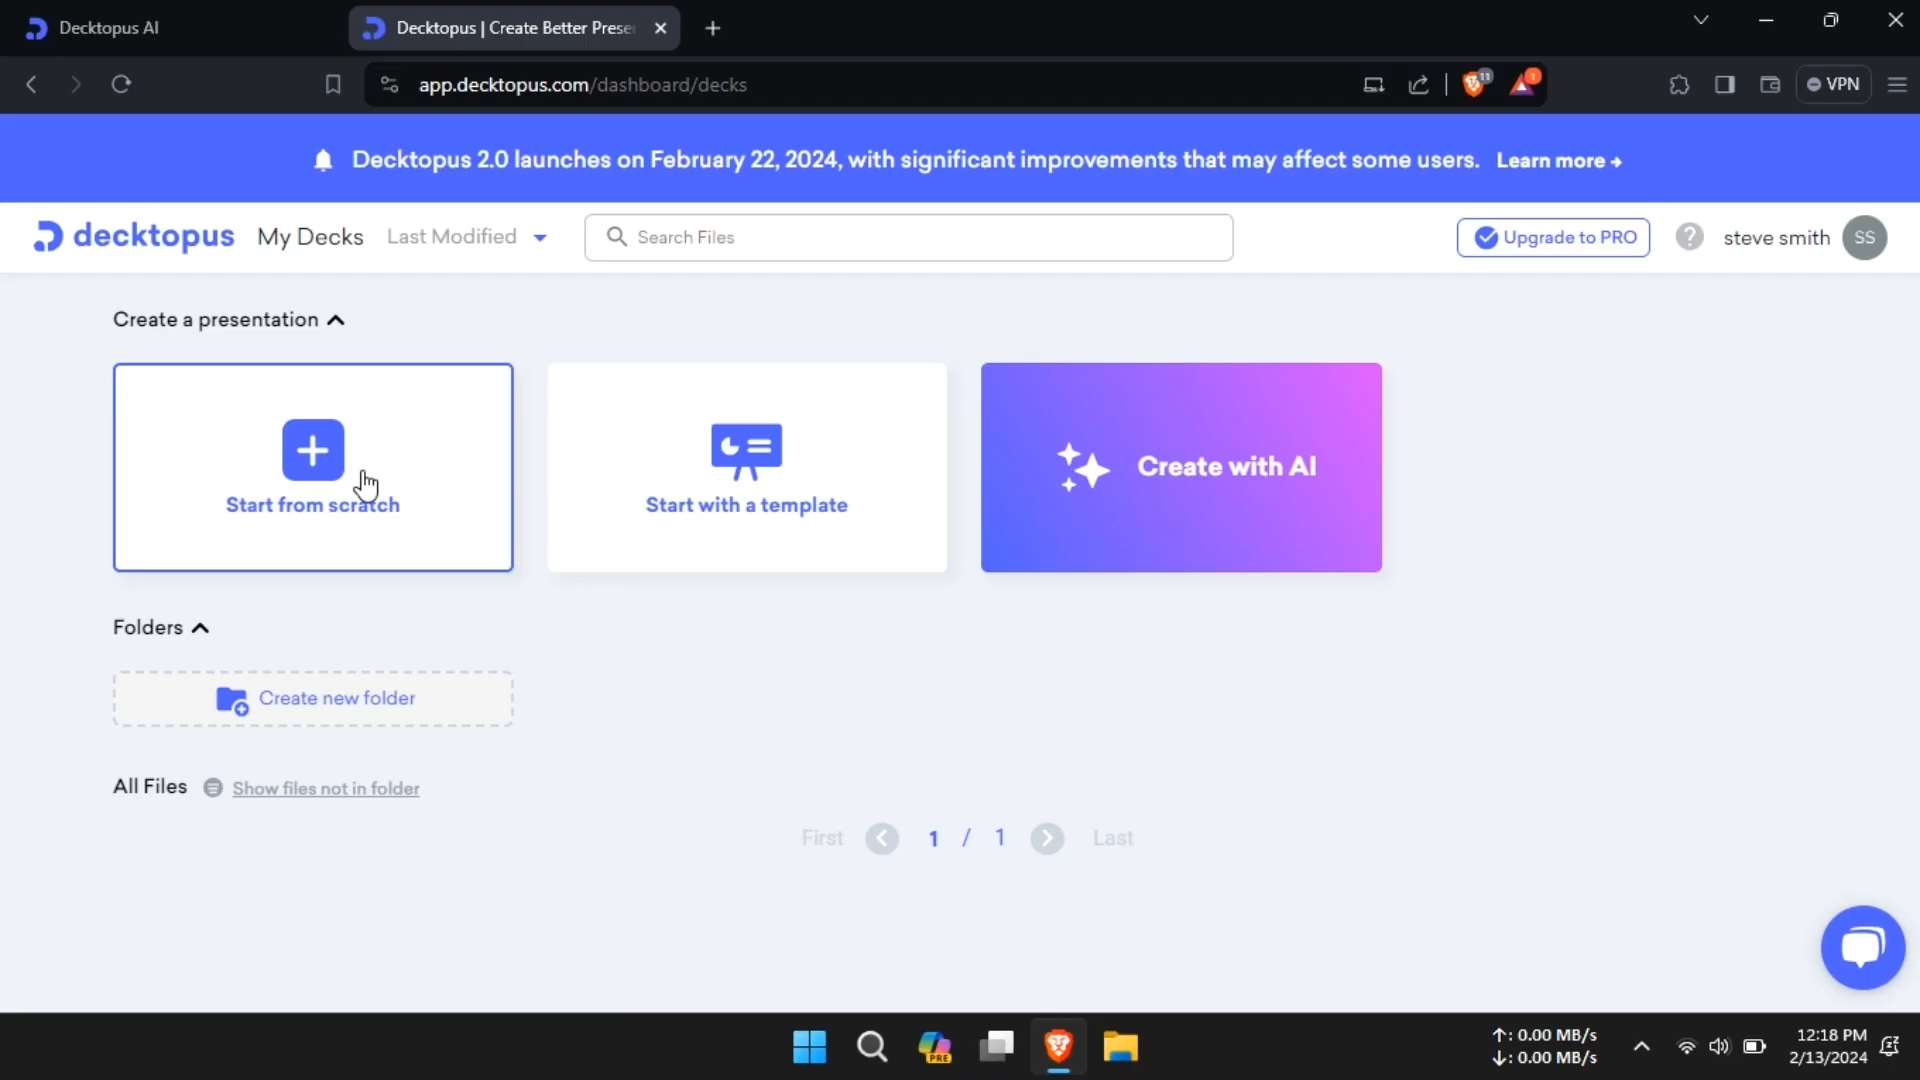 Decktopus AI
Decktopus | Create Better Prese
app.decktopus.com/dashboard/decks
11
1
VPN
Decktopus 2.0 launches on February 22, 2024, with significant improvements that may affect some users. Learn more →
decktopus My Decks Last Modified Search Files Upgrade to PRO ? steve smith SS
Create a presentation
Start from scratch
Start with a template
Create with AI
Folders
Create new folder
All Files Show files not in folder
First 1 / 1 Last
PRE
↑: 0.00 MB/s
↓: 0.00 MB/s
12:18 PM
2/13/2024